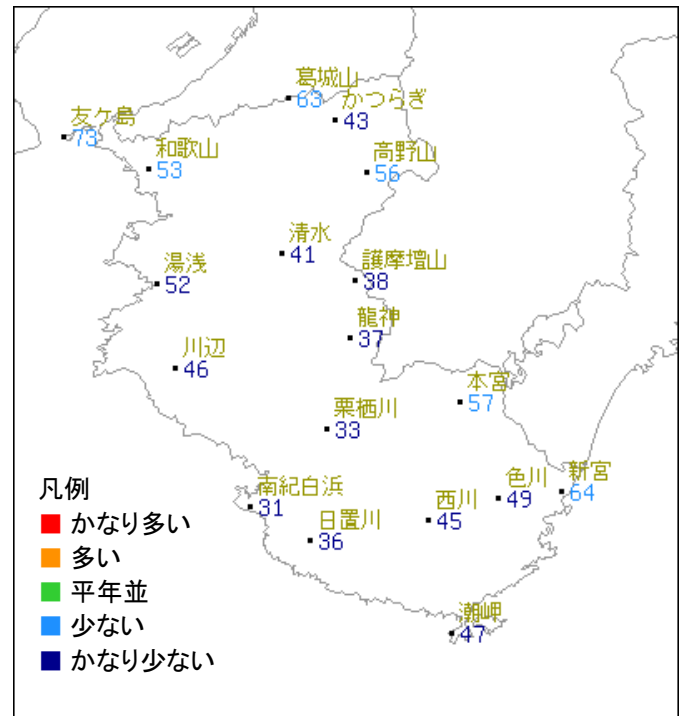 葛城山
63
かつらぎ
43
友ケ島
73
和歌山
53
高野山
56
清水
41
湯浅
52
護摩壇山
38
龍神
37
川辺
46
本宮
57
栗栖川
33
南紀白浜
31
日置川
36
西川
45
色川
49
新宮
64
潮岬
47
凡例
かなり多い
多い
平年並
少ない
かなり少ない